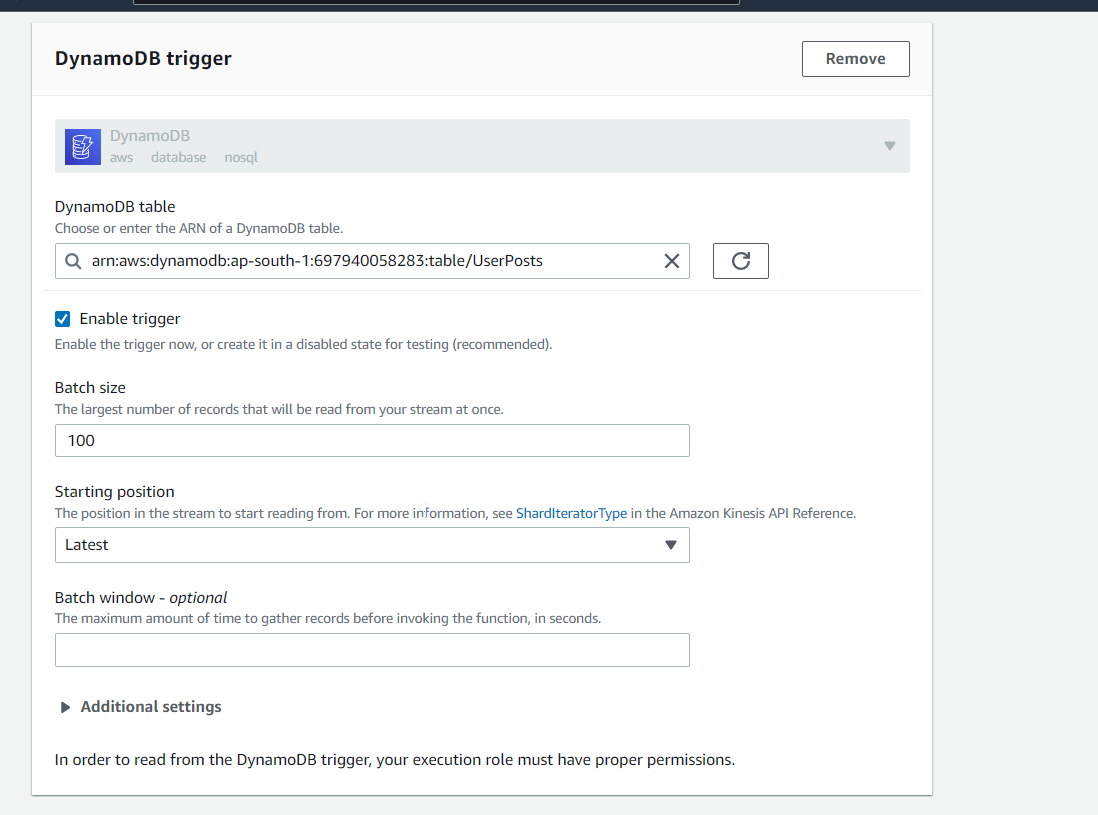 DynamoDB trigger
Remove
DynamoDB
aws database nosql
DynamoDB table
Choose or enter the ARN of a DynamoDB table.
arn:aws:dynamodb:ap-south-1:697940058283:table/UserPosts
Enable trigger
Enable the trigger now, or create it in a disabled state for testing (recommended).
Batch size
The largest number of records that will be read from your stream at once.
100
Starting position
The position in the stream to start reading from. For more information, see ShardIteratorType in the Amazon Kinesis API Reference.
Latest
Batch window - optional
The maximum amount of time to gather records before invoking the function, in seconds.
Additional settings
In order to read from the DynamoDB trigger, your execution role must have proper permissions.